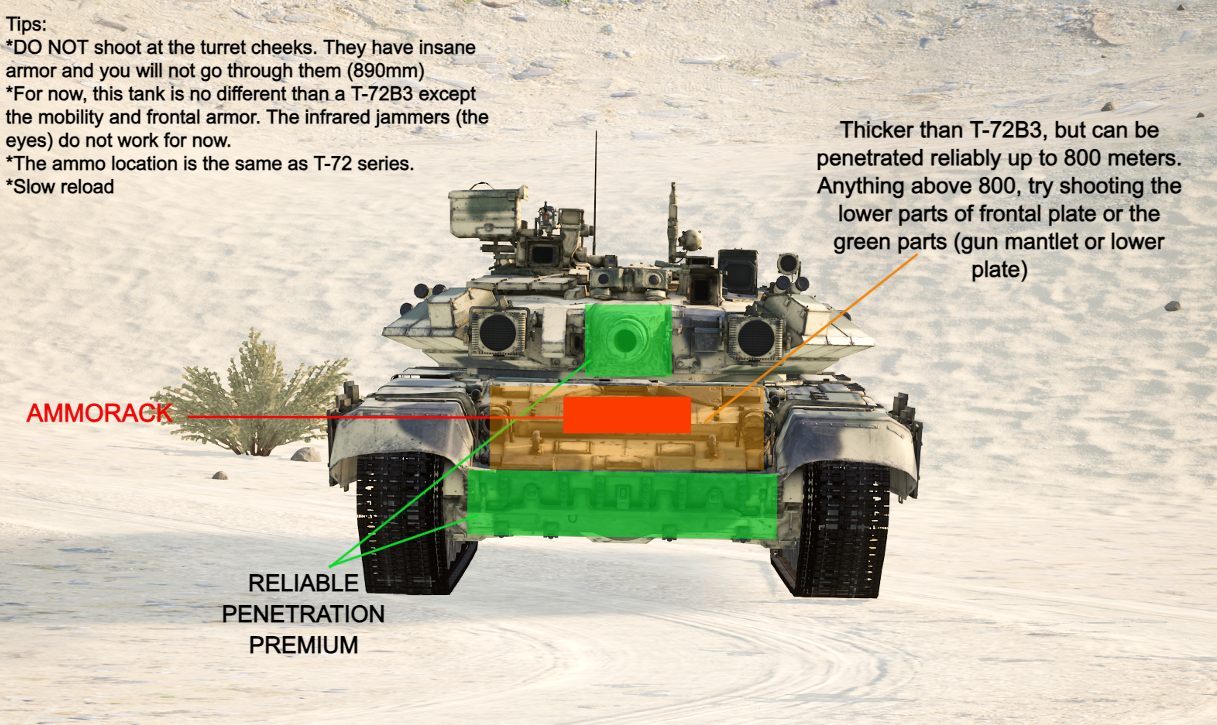 Tips:
*DO NOT shoot at the turret cheeks. They have insane
armor and you will not go through them (890mm)
*For now, this tank is no different than a T-72B3 except
the mobility and frontal armor. The infrared jammers (the
eyes) do not work for now.
*The ammo location is the same as T-72 series.
*Slow reload
Thicker than T-72B3, but can be
penetrated reliably up to 800 meters.
Anything above 800, try shooting the
lower parts of frontal plate or the
green parts (gun mantlet or lower
plate)
AMMORACK
RELIABLE
PENETRATION
PREMIUM